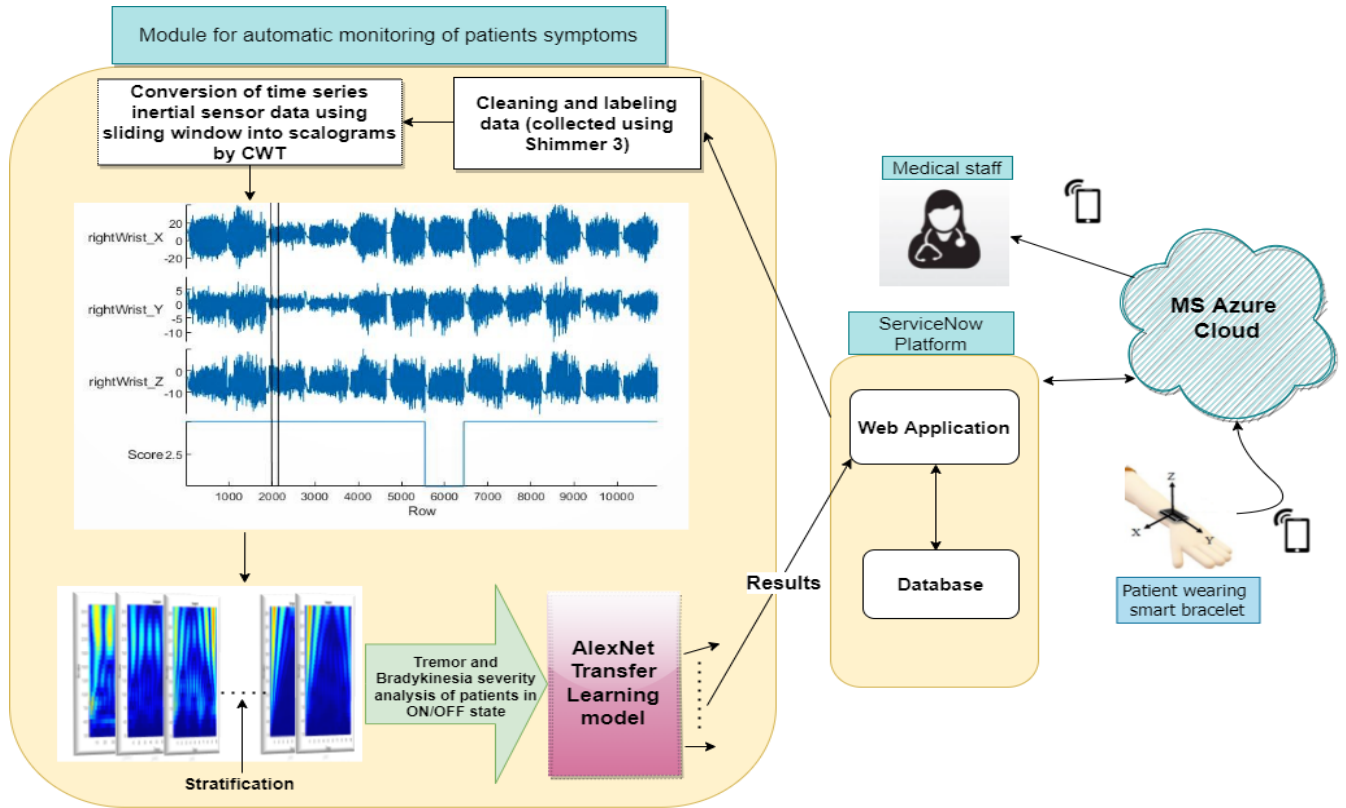 Module for automatic monitoring of patients symptoms
Conversion of time series
inertial sensor data using
sliding window into scalograms
by CWT
Cleaning and labeling
data (collected using
Shimmer 3)
rightWrist_X
20
0
-20
rightWrist_Y
5
0
-5
-10
rightWrist_Z
0
-10
Score
2.5
1000 2000 3000 4000 5000 6000 7000 8000 9000 10000
Row
Stratification
Tremor and
Bradykinesia severity
analysis of patients in
ON/OFF state
AlexNet
Transfer
Learning
model
Results
ServiceNow
Platform
Web Application
Database
Medical staff
MS Azure
Cloud
Z
X
Y
Patient wearing
smart bracelet